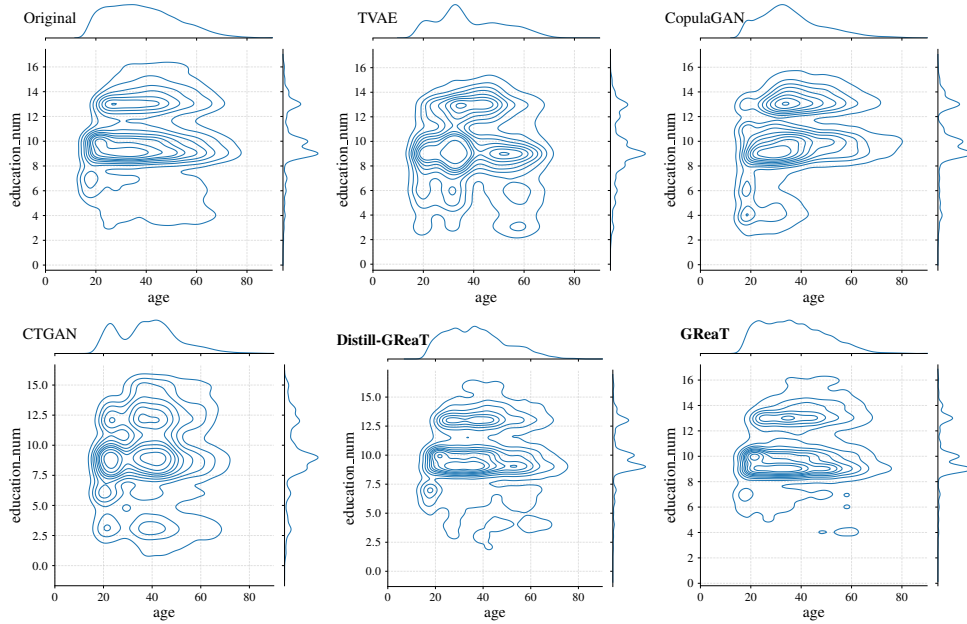 Original
TVAE
CopulaGAN
16
14
12
10
8
6
4
2
0
education_num
0 20 40 60 80
age
16
14
12
10
8
6
4
2
0
education_num
0 20 40 60 80
age
16
14
12
10
8
6
4
2
0
education_num
0 20 40 60 80
age
CTGAN
Distill-GReaT
GReaT
15.0
12.5
10.0
7.5
5.0
2.5
0.0
education_num
0 20 40 60 80
age
15.0
12.5
10.0
7.5
5.0
2.5
0.0
education_num
0 20 40 60 80
age
16
14
12
10
8
6
4
2
0
education_num
0 20 40 60 80
age